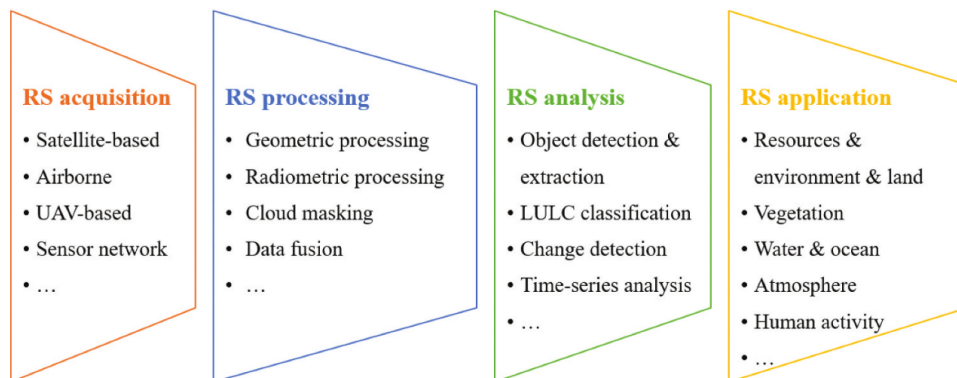 RS acquisition
• Satellite-based
• Airborne
• UAV-based
• Sensor network
• …
RS processing
• Geometric processing
• Radiometric processing
• Cloud masking
• Data fusion
• …
RS analysis
• Object detection &
extraction
• LULC classification
• Change detection
• Time-series analysis
• …
RS application
• Resources &
environment & land
• Vegetation
• Water & ocean
• Atmosphere
• Human activity
• …